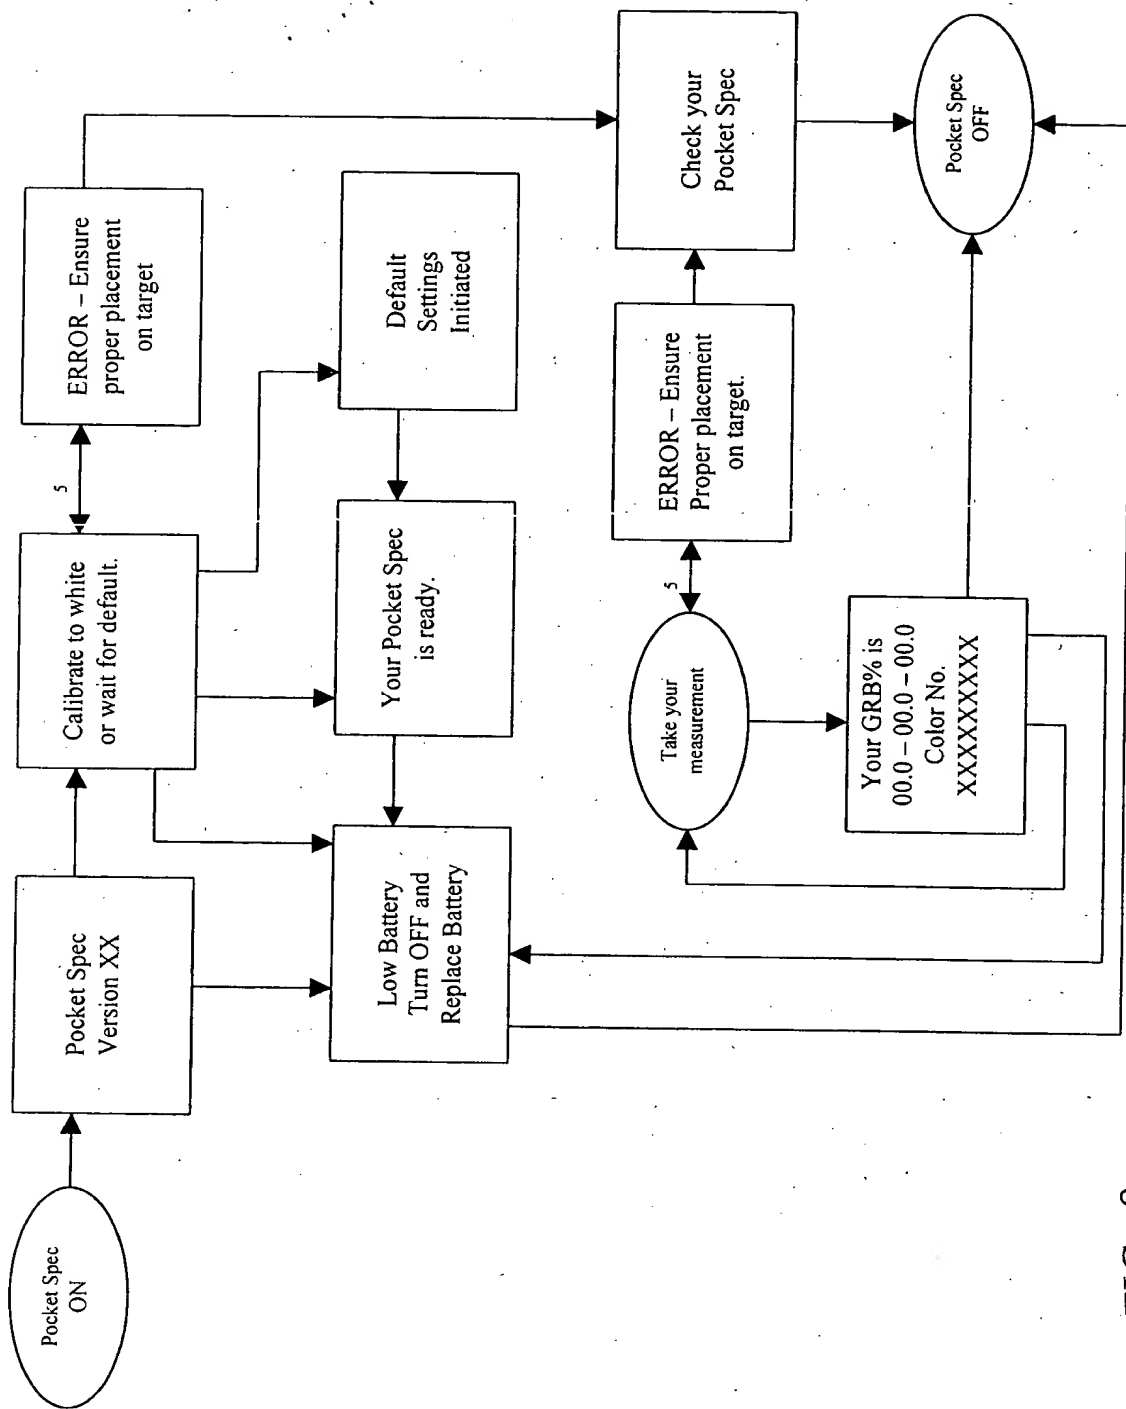 Pocket Spec
ON
Pocket Spec
Version XX
Calibrate to white
or wait for default.
5
ERROR – Ensure
proper placement
on target
Low Battery
Turn OFF and
Replace Battery
Your Pocket Spec
is ready.
Default
Settings
Initiated
Take your
measurement
5
ERROR – Ensure
Proper placement
on target.
Check your
Pocket Spec
Your GRB% is
00.0 – 00.0 – 00.0
Color No.
XXXXXXXXXX
Pocket Spec
OFF